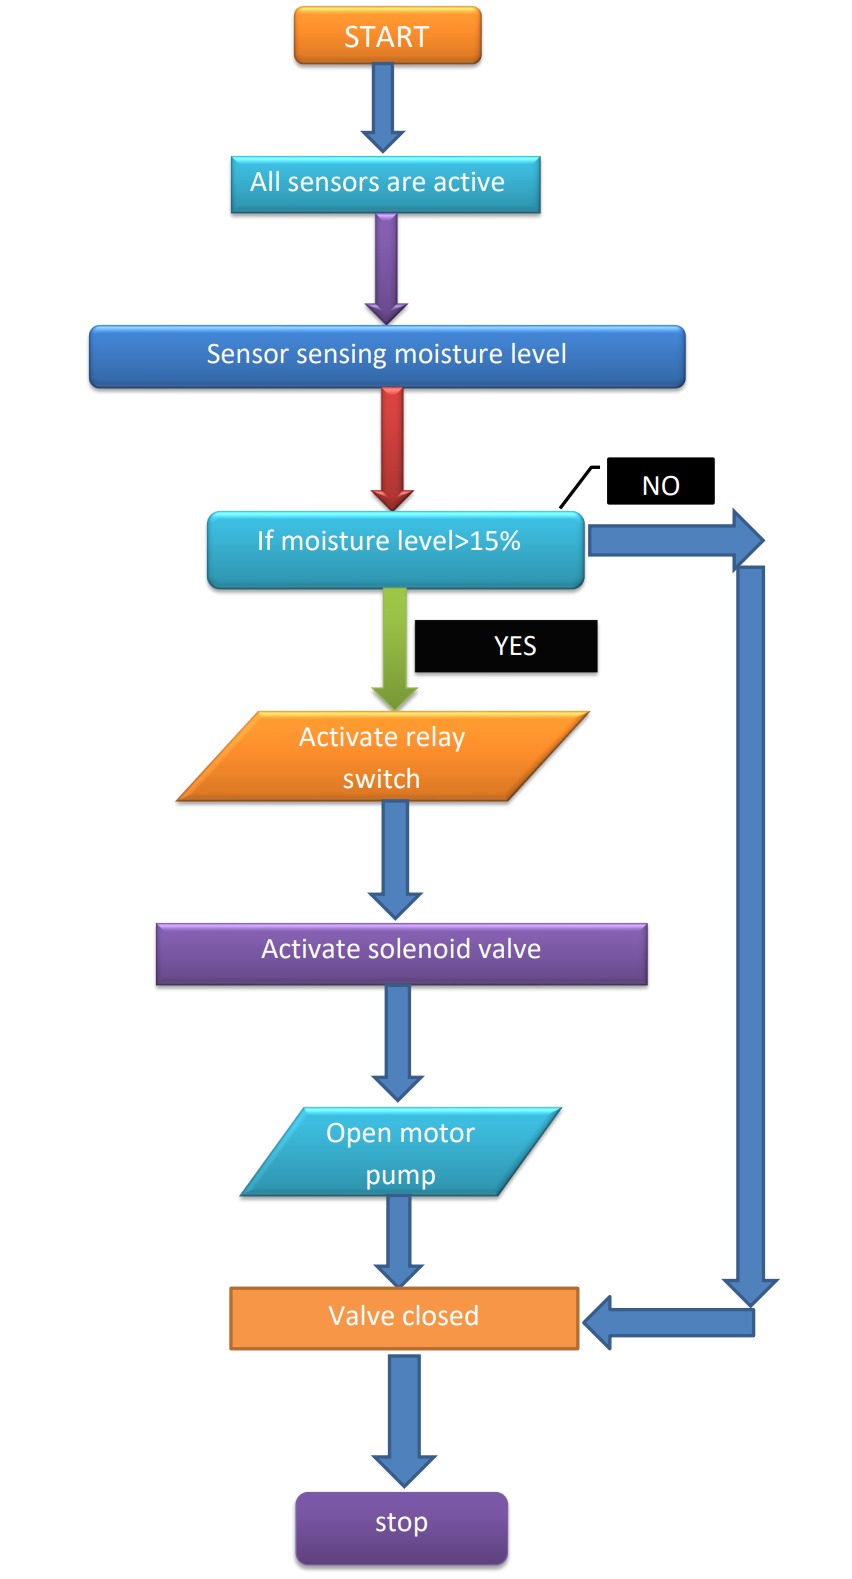 START
All sensors are active
Sensor sensing moisture level
NO
If moisture level>15%
YES
Activate relay
switch
Activate solenoid valve
Open motor
pump
Valve closed
stop